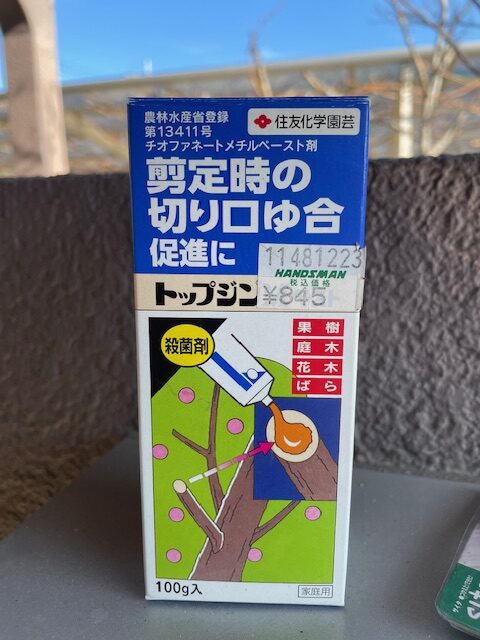 農林水産省登録
第13411号
チオファネートメチルペースト剤
住友化学園芸
剪定時の
切り口ゆ合
促進に
11481223
HANDSMAN
税込価格
¥845
トップジン
殺菌剤
果樹
庭木
花木
ばら
100g入
家庭用